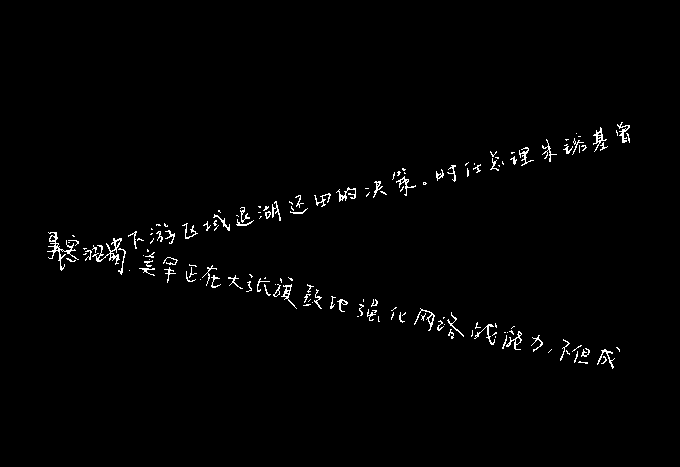 下游区域退湖还田的决策。时任总理朱镕基曾
美军正在大张旗鼓地强化网络战能力,不但成